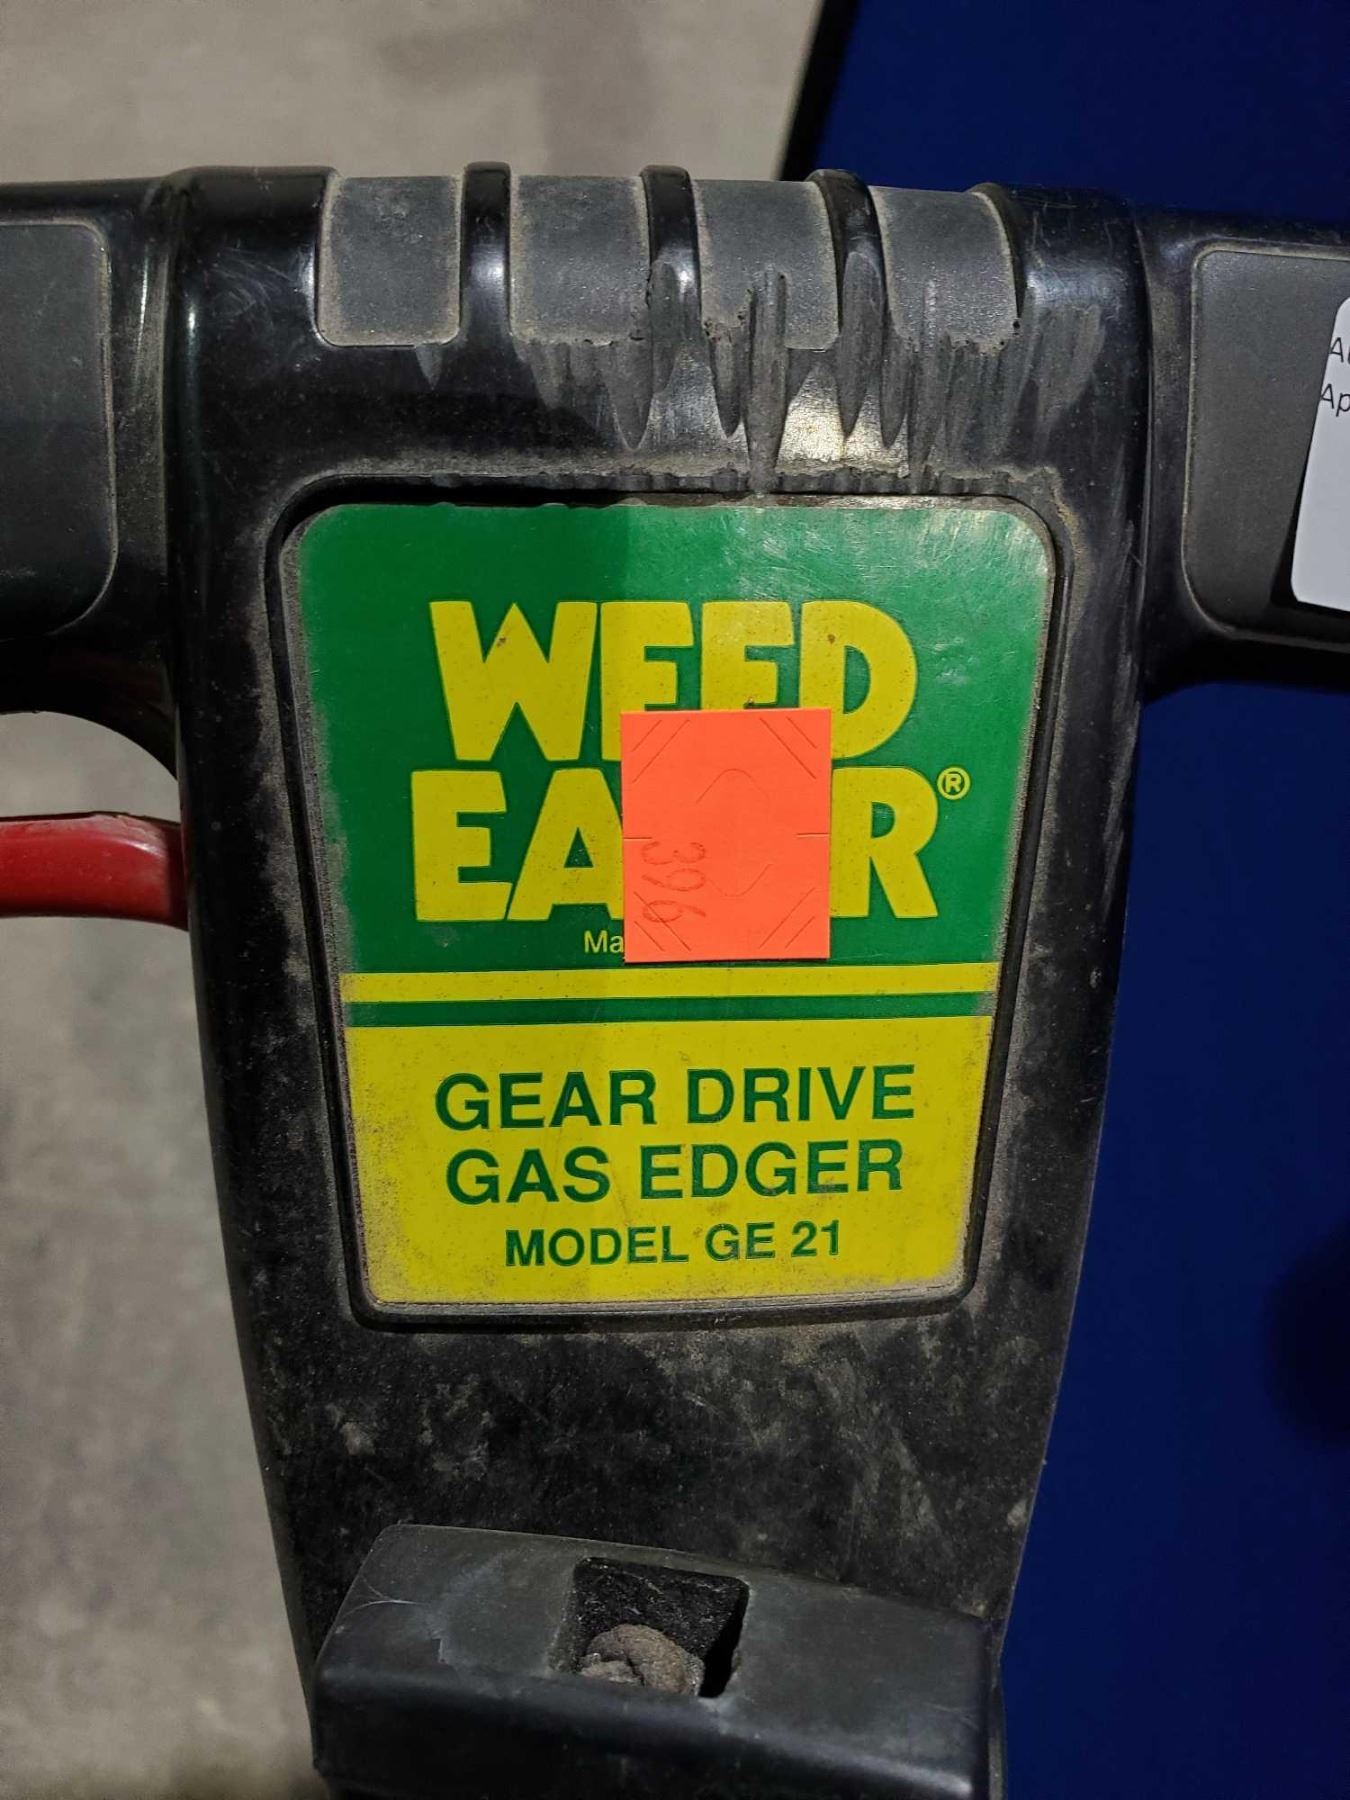 WEED
EA R®
Ma
396
GEAR DRIVE
GAS EDGER
MODEL GE 21